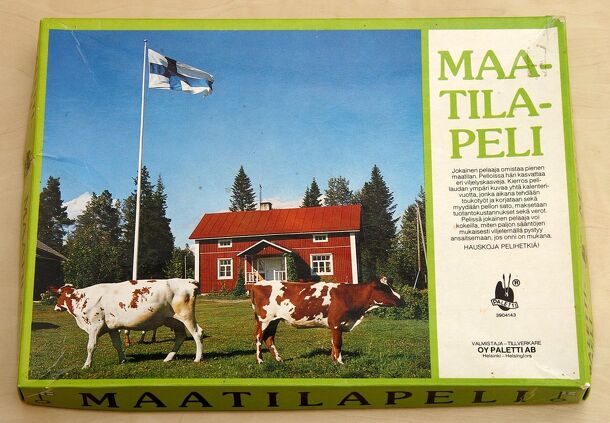 MAA-
TILA-
PELI
Jokainen pelaaja omistaa pienen
maatilan. Pelloissa hän kasvattaa
eri viljelyskasveja. Kierros peli-
laudan ympäri kuvaa yhtä kalenteri-
vuotta, jonka aikana tehdään
toukotyöt ja korjataan sekä
myydään pellon sato, maksetaan
tuotantokustannukset sekä verot.
Pelissä jokainen pelaaja voi
kokeilla, miten paljon sääntöjen
mukaisesti viljelemällä pystyy
ansaitsemaan, jos onni on mukana.
HAUSKOJA PELIHETKIÄ!
PALETTI
®
3904143
VALMISTAJA - TILLVERKARE
OY PALETTI AB
Helsinki - Helsingfors
MAATILAPELI